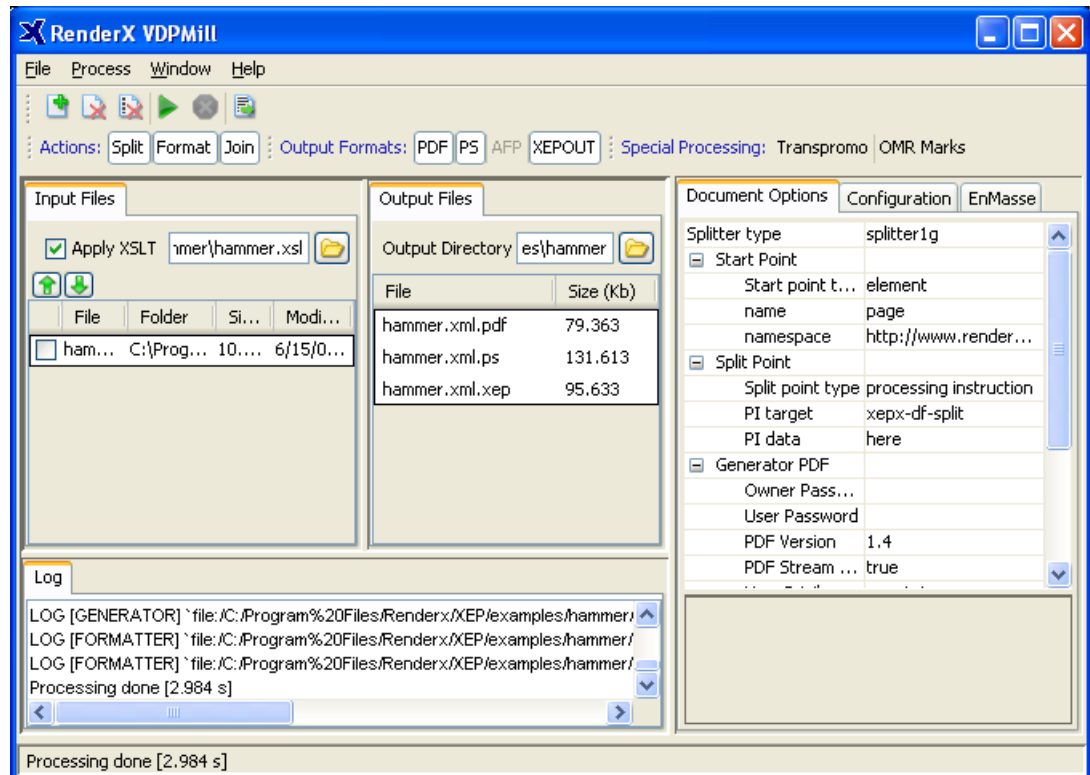 RenderX VDPMill
File Process Window Help
Actions: Split Format Join Output Formats: PDF PS AFP XEPOUT Special Processing: Transpromo OMR Marks
Input Files
Apply XSLT nmer\hammer.xsl
File Folder Si... Modi...
ham... C:\Prog... 10.... 6/15/0...
Output Files
Output Directory es\hammer
File Size (Kb)
hammer.xml.pdf 79.363
hammer.xml.ps 131.613
hammer.xml.xep 95.633
Document Options Configuration EnMasse
Splitter type splitter1g
Start Point
Start point t... element
name page
namespace http://www.render...
Split Point
Split point type processing instruction
PI target xepx-df-split
PI data here
Generator PDF
Owner Pass...
User Password
PDF Version 1.4
PDF Stream ... true
Log
LOG [GENERATOR] `file:/C:/Program%20Files/Renderx/XEP/examples/hammer/
LOG [FORMATTER] `file:/C:/Program%20Files/Renderx/XEP/examples/hammer/
LOG [FORMATTER] `file:/C:/Program%20Files/Renderx/XEP/examples/hammer/
Processing done [2.984 s]
Processing done [2.984 s]